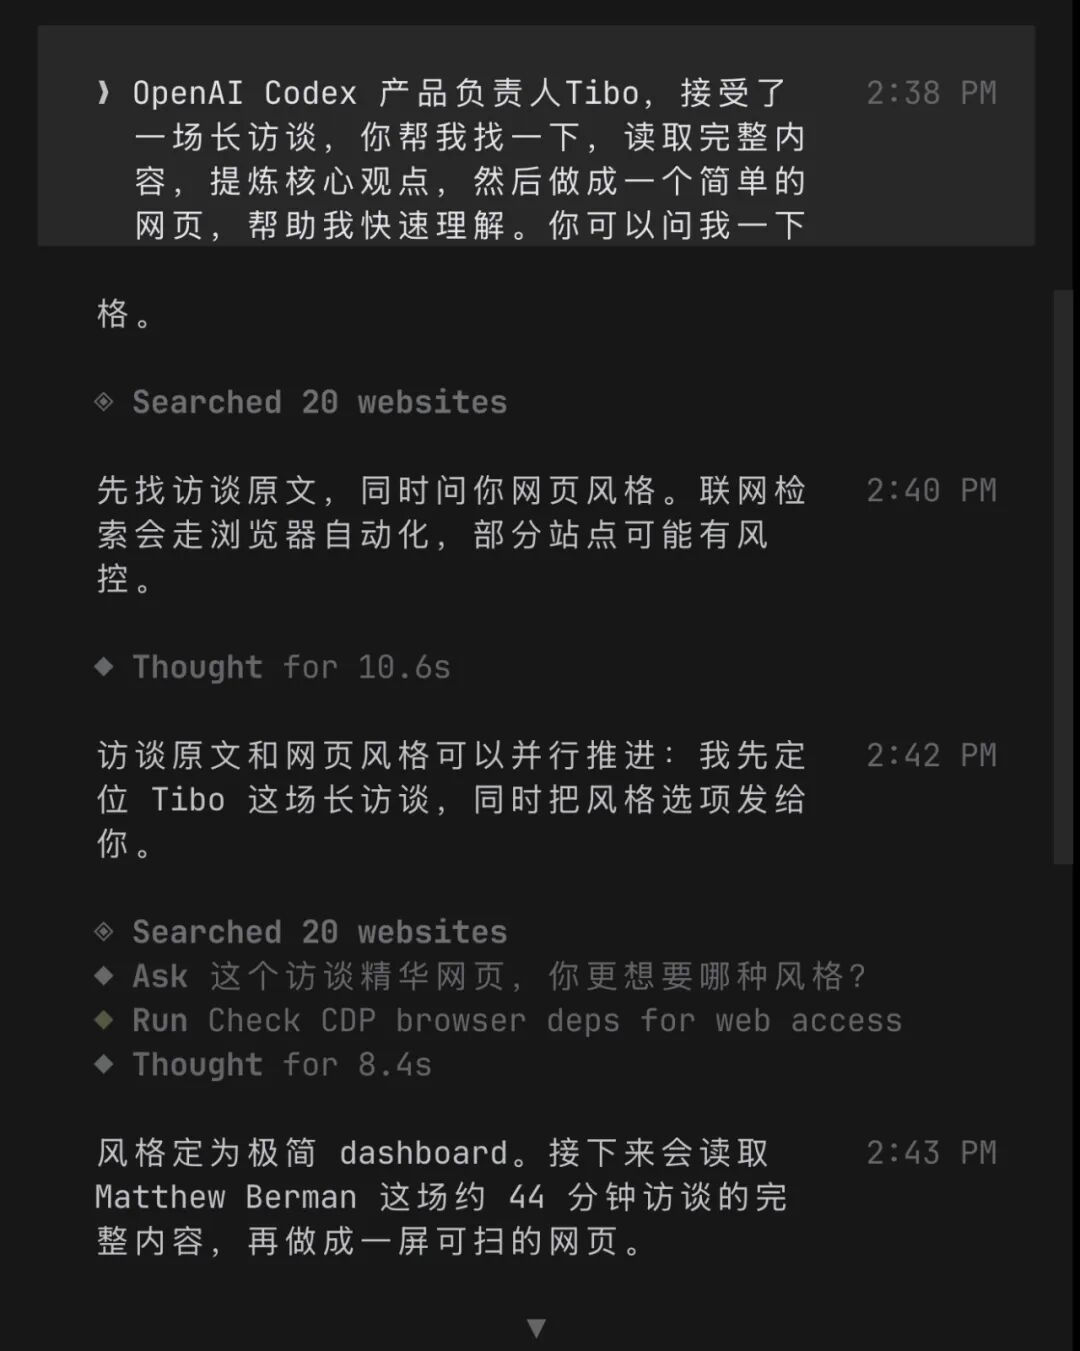 ❫ OpenAI Codex 产品负责人Tibo，接受了 2:38 PM
一场长访谈，你帮我找一下，读取完整内
容，提炼核心观点，然后做成一个简单的
网页，帮助我快速理解。你可以问我一下
格。
◈ Searched 20 websites
先找访谈原文，同时问你网页风格。联网检 2:40 PM
索会走浏览器自动化，部分站点可能有风
控。
◆ Thought for 10.6s
访谈原文和网页风格可以并行推进：我先定 2:42 PM
位 Tibo 这场长访谈，同时把风格选项发给
你。
◈ Searched 20 websites
◆ Ask 这个访谈精华网页，你更想要哪种风格？
◆ Run Check CDP browser deps for web access
◆ Thought for 8.4s
风格定为极简 dashboard。接下来会读取 2:43 PM
Matthew Berman 这场约 44 分钟访谈的完
整内容，再做成一屏可扫的网页。